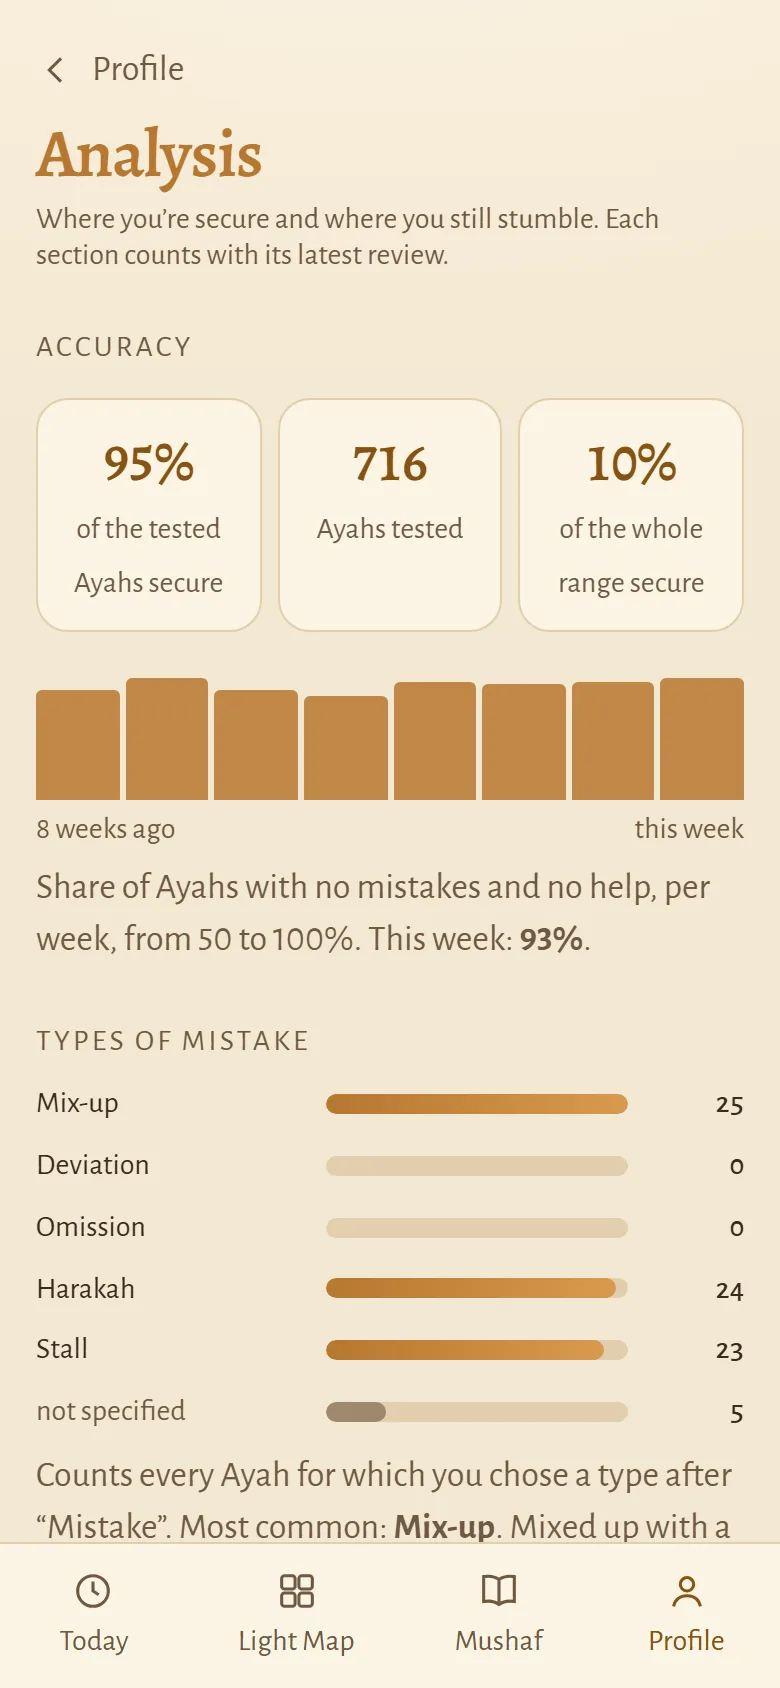 Profile
Analysis
Where you’re secure and where you still stumble. Each
section counts with its latest review.
ACCURACY
95%
of the tested
Ayahs secure
716
Ayahs tested
10%
of the whole
range secure
8 weeks ago
this week
Share of Ayahs with no mistakes and no help, per
week, from 50 to 100%. This week: 93%.
TYPES OF MISTAKE
Mix-up 25
Deviation 0
Omission 0
Harakah 24
Stall 23
not specified 5
Counts every Ayah for which you chose a type after
“Mistake”. Most common: Mix-up. Mixed up with a
Today
Light Map
Mushaf
Profile